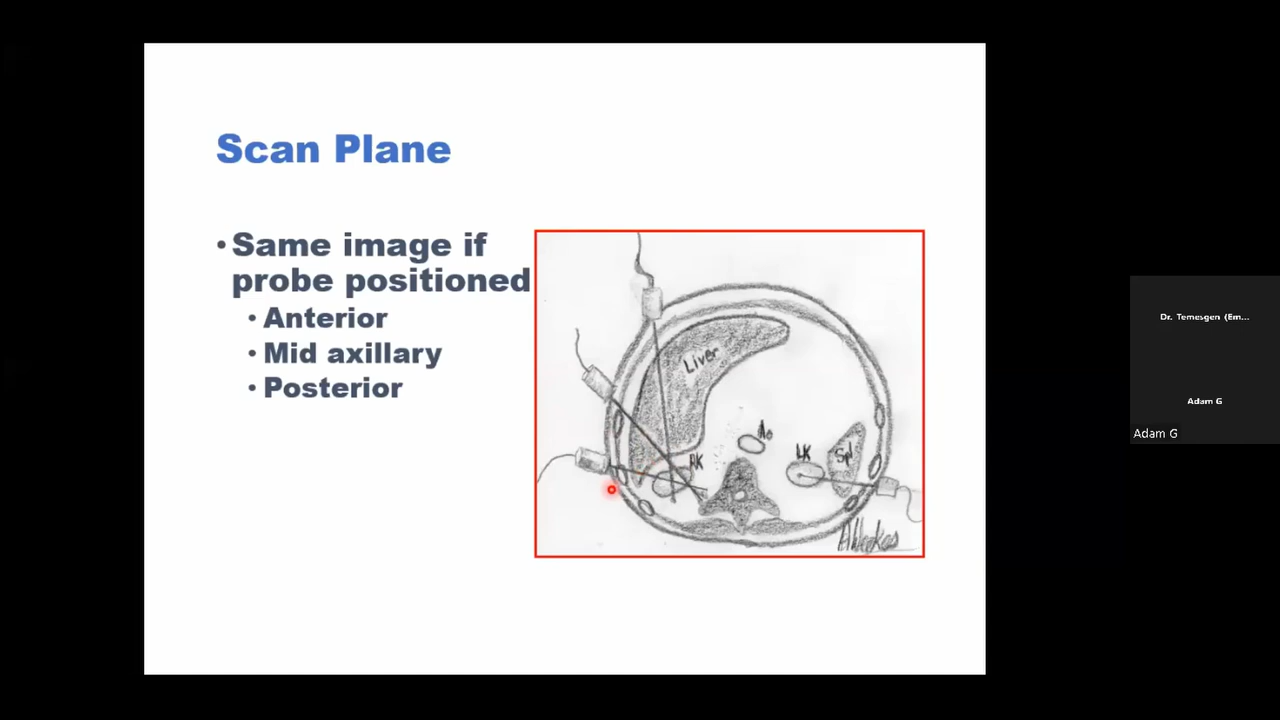 Scan Plane
• Same image if
probe positioned
• Anterior
• Mid axillary
• Posterior
Liver
Ao
RK
LK
Spl
Dr. Temesgen (Em...
Adam G
Adam G